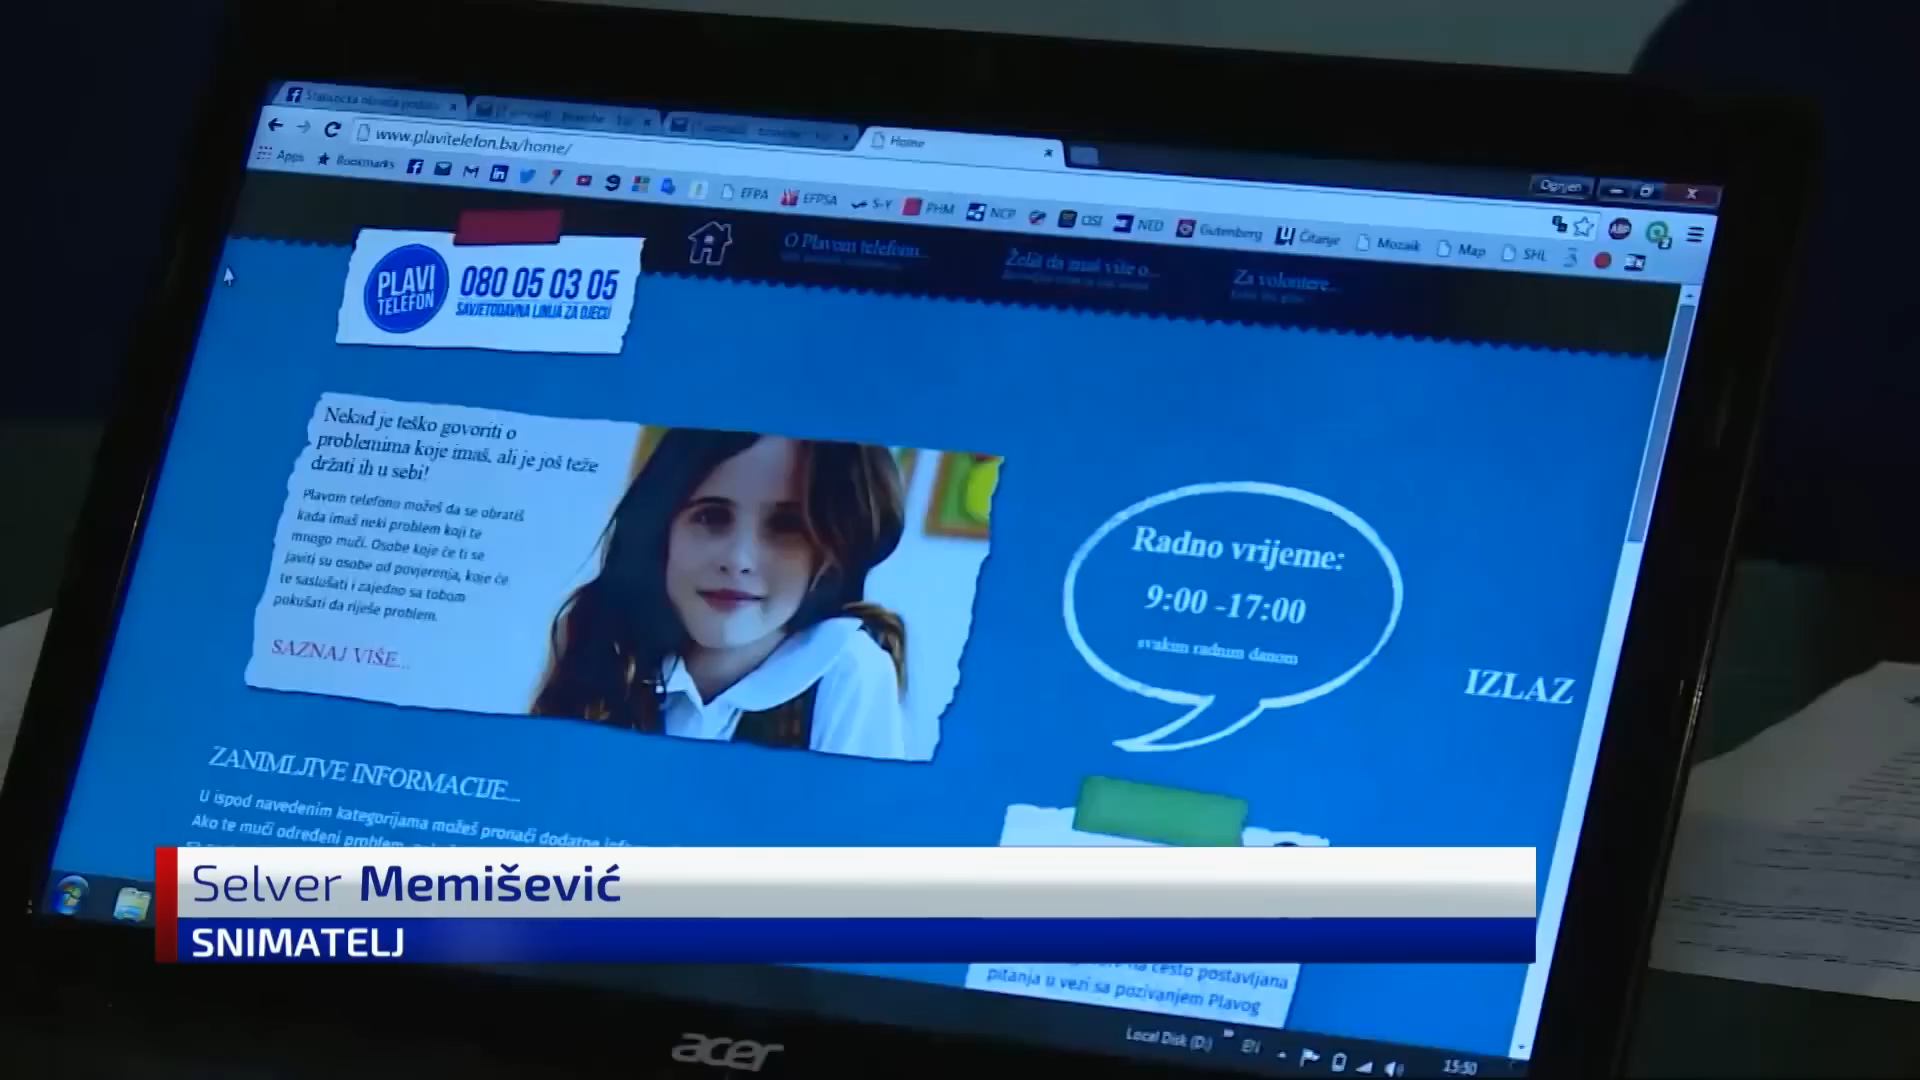 www.plavitelefon.ba/home/
Home
Ognjen
Apps
Bookmarks
EFPA
EFPSA
S-Y
PHM
NCP
OSI
NED
Gutenberg
Čitanje
Mozaik
Map
SHL
PLAVI
TELEFON
080 05 03 05
SAVJETODAVNA LINIJA ZA DJECU
O Plavom telefonu...
Želiš da znaš više o...
Za volontere...
Nekad je teško govoriti o
problemima koje imaš, ali je još teže
držati ih u sebi!
Plavom telefonu možeš da se obratiš
kada imaš neki problem koji te
mnogo muči. Osobe koje će ti se
javiti su osobe od povjerenja, koje će
te saslušati i zajedno sa tobom
pokušati da riješe problem.
SAZNAJ VIŠE...
Radno vrijeme:
9:00 -17:00
svakim radnim danom
IZLAZ
ZANIMLJIVE INFORMACIJE...
U ispod navedenim kategorijama možeš pronaći dodatne
Ako te muči određeni problem,
Selver Memišević
SNIMATELJ
na često postavljana
pitanja u vezi sa pozivanjem Plavog
Local Disk (D:)
EN
15:50
acer